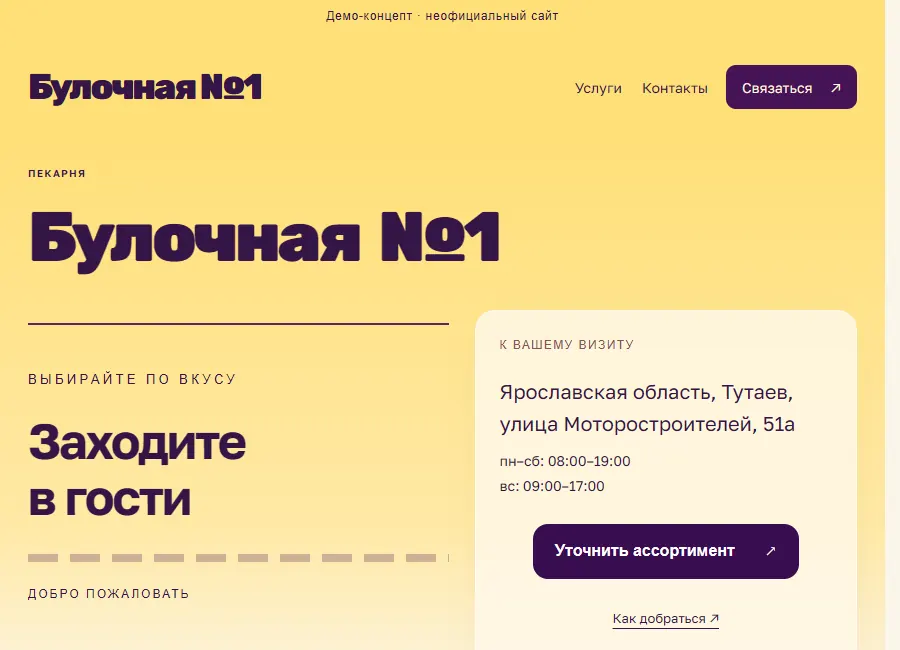 Демо-концепт · неофициальный сайт
Булочная №1
Услуги
Контакты
Связаться ↗
ПЕКАРНЯ
Булочная №1
ВЫБИРАЙТЕ ПО ВКУСУ
Заходите
в гости
ДОБРО ПОЖАЛОВАТЬ
К ВАШЕМУ ВИЗИТУ
Ярославская область, Тутаев,
улица Моторостроителей, 51а
пн–сб: 08:00–19:00
вс: 09:00–17:00
Уточнить ассортимент ↗
Как добраться ↗